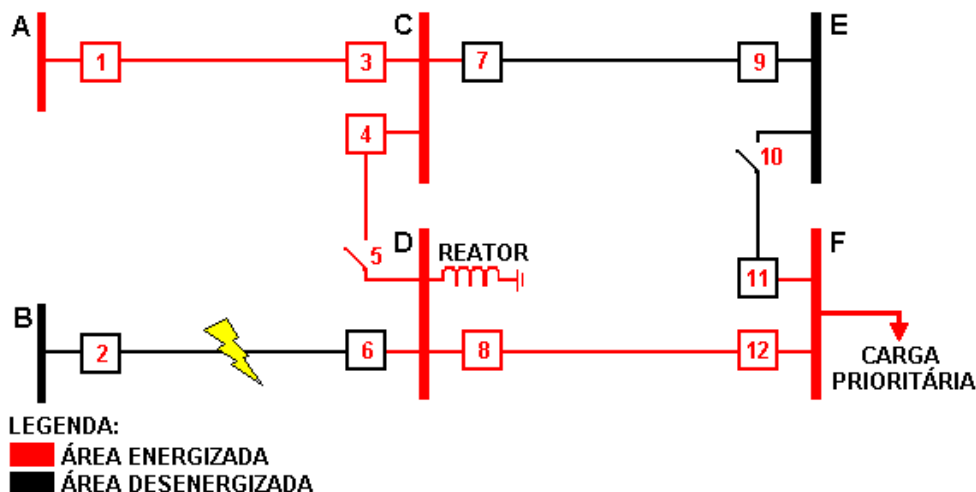 A
C
E
1
3
7
9
4
10
D
REATOR
5
F
11
B
2
6
8
12
CARGA
PRIORITÁRIA
LEGENDA:
ÁREA ENERGIZADA
ÁREA DESENERGIZADA